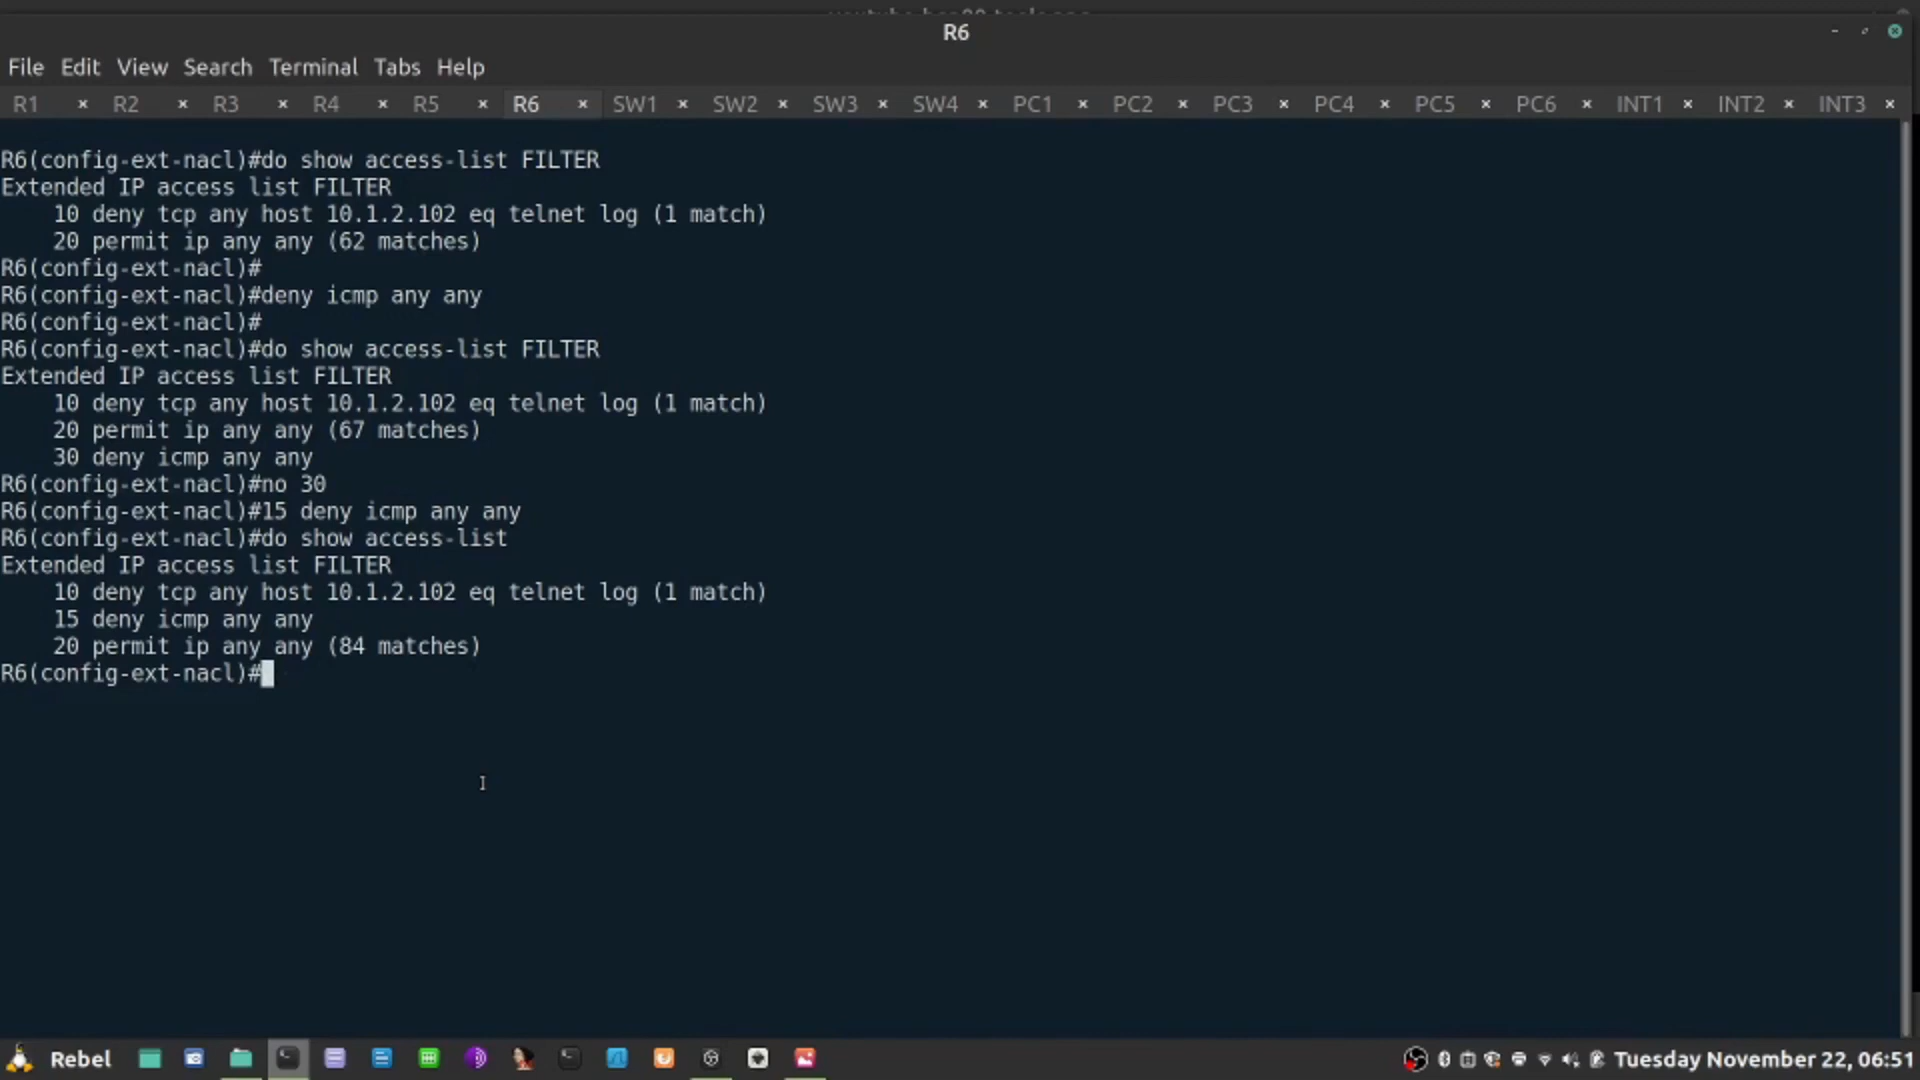 R6
File Edit View Search Terminal Tabs Help
R1 × R2 × R3 × R4 × R5 × R6 × SW1 × SW2 × SW3 × SW4 × PC1 × PC2 × PC3 × PC4 × PC5 × PC6 × INT1 × INT2 × INT3 ×
R6(config-ext-nacl)#do show access-list FILTER
Extended IP access list FILTER
    10 deny tcp any host 10.1.2.102 eq telnet log (1 match)
    20 permit ip any any (62 matches)
R6(config-ext-nacl)#
R6(config-ext-nacl)#deny icmp any any
R6(config-ext-nacl)#
R6(config-ext-nacl)#do show access-list FILTER
Extended IP access list FILTER
    10 deny tcp any host 10.1.2.102 eq telnet log (1 match)
    20 permit ip any any (67 matches)
    30 deny icmp any any
R6(config-ext-nacl)#no 30
R6(config-ext-nacl)#15 deny icmp any any
R6(config-ext-nacl)#do show access-list
Extended IP access list FILTER
    10 deny tcp any host 10.1.2.102 eq telnet log (1 match)
    15 deny icmp any any
    20 permit ip any any (84 matches)
R6(config-ext-nacl)#
Rebel Tuesday November 22, 06:51